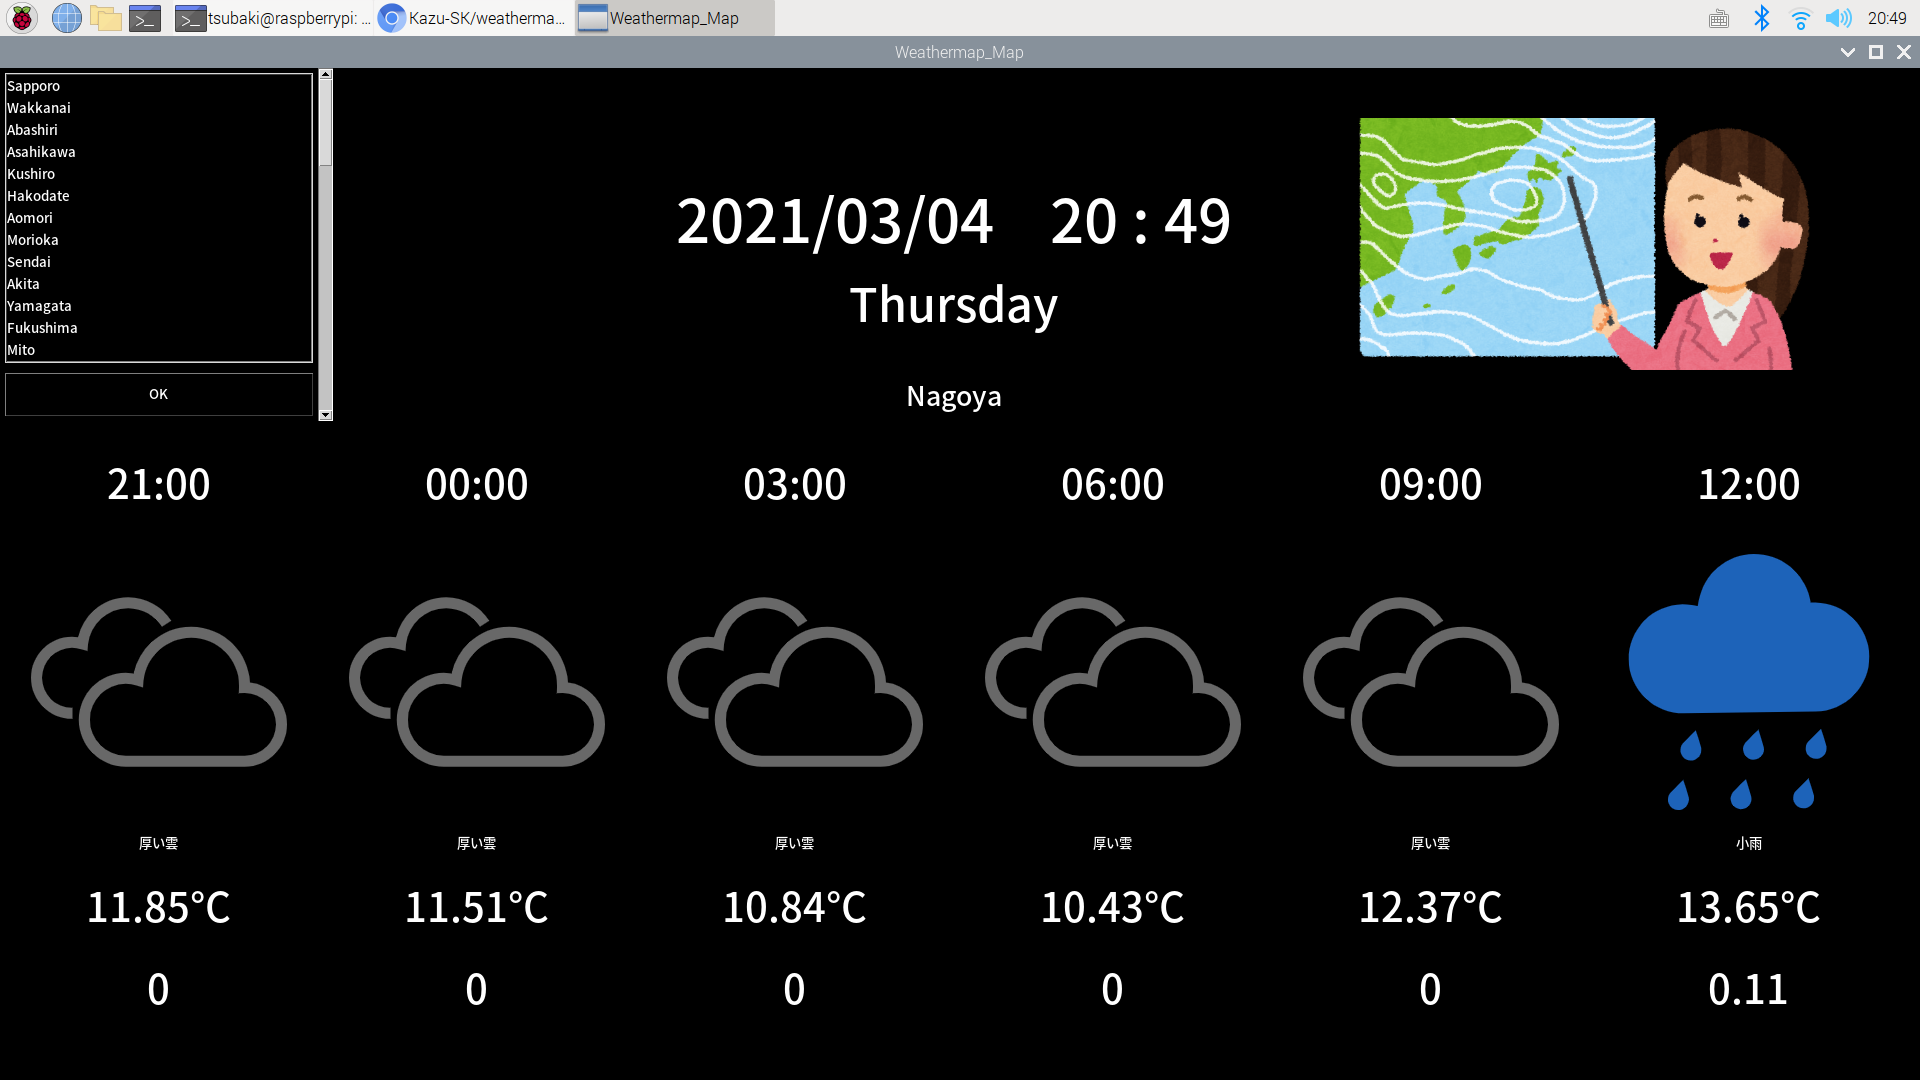 tsubaki@raspberrypi: ...
Kazu-SK/weatherma...
Weathermap_Map
20:49
Weathermap_Map
Sapporo
Wakkanai
Abashiri
Asahikawa
Kushiro
Hakodate
Aomori
Morioka
Sendai
Akita
Yamagata
Fukushima
Mito
OK
2021/03/04 20 : 49
Thursday
Nagoya
21:00 00:00 03:00 06:00 09:00 12:00
厚い雲 厚い雲 厚い雲 厚い雲 厚い雲 小雨
11.85°C 11.51°C 10.84°C 10.43°C 12.37°C 13.65°C
0 0 0 0 0 0.11